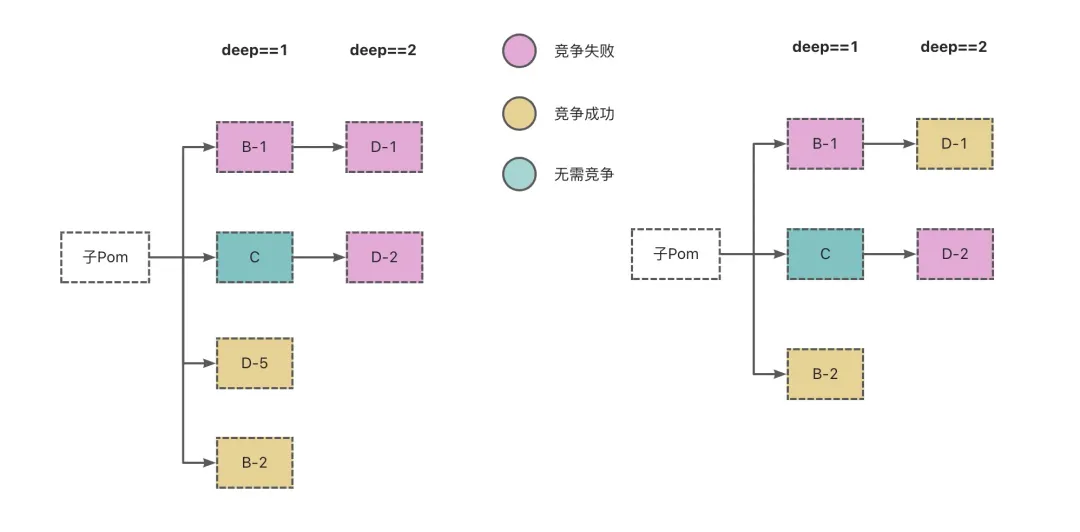 deep==1
deep==2
B-1
D-1
子Pom
C
D-2
D-5
B-2
竞争失败
竞争成功
无需竞争
deep==1
deep==2
B-1
D-1
子Pom
C
D-2
B-2